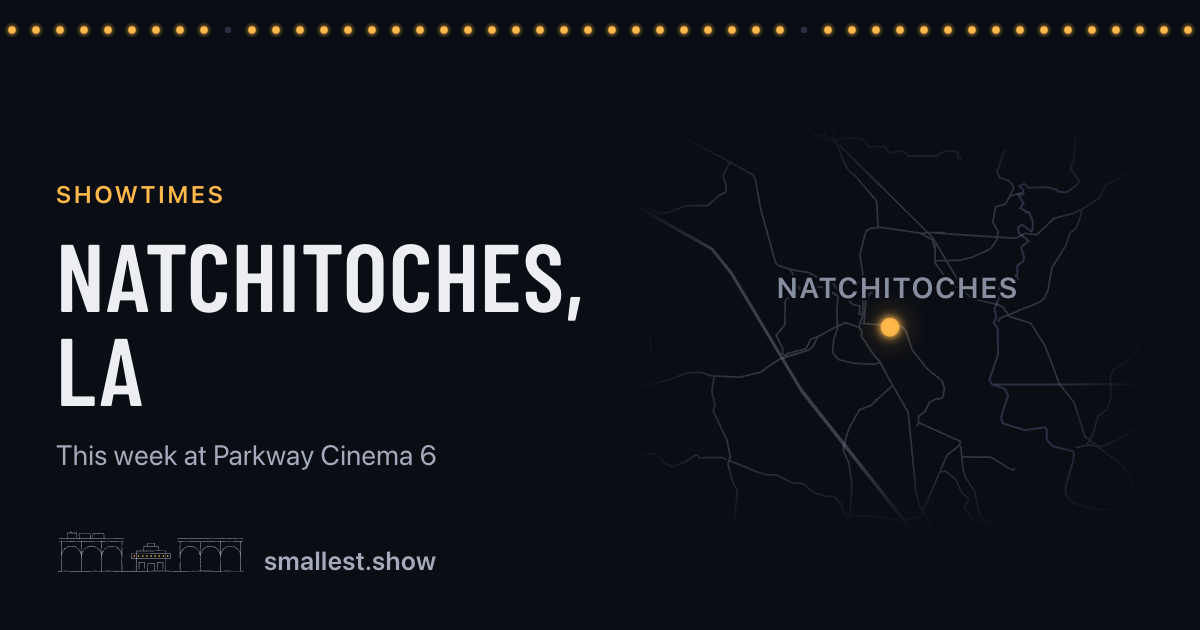 SHOWTIMES
NATCHITOCHES,
LA
This week at Parkway Cinema 6
smallest.show
NATCHITOCHES